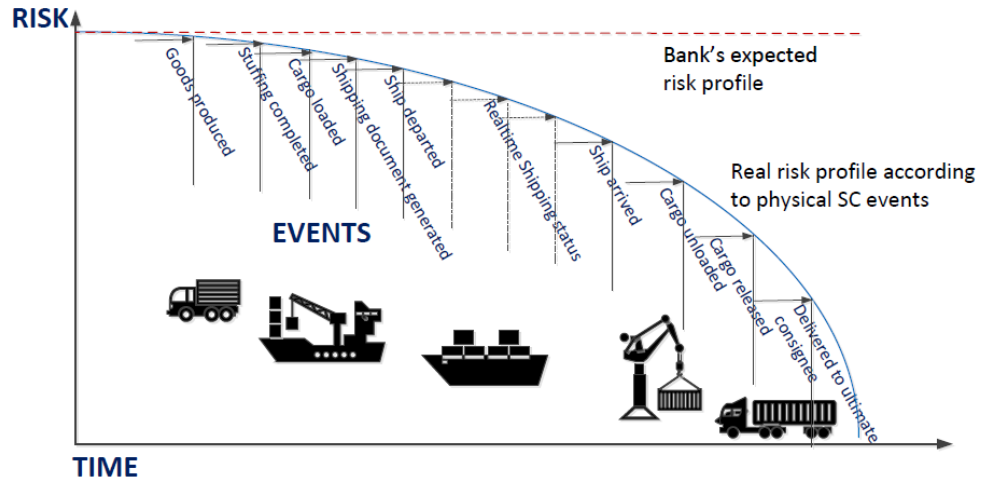 RISK
Bank's expected
risk profile
Goods produced
Stuffing completed
Cargo loaded
Shipping document generated
Ship departed
Realtime Shipping status
Ship arrived
Cargo unloaded
Cargo released
Delivered to ultimate
consignee
Real risk profile according
to physical SC events
EVENTS
TIME